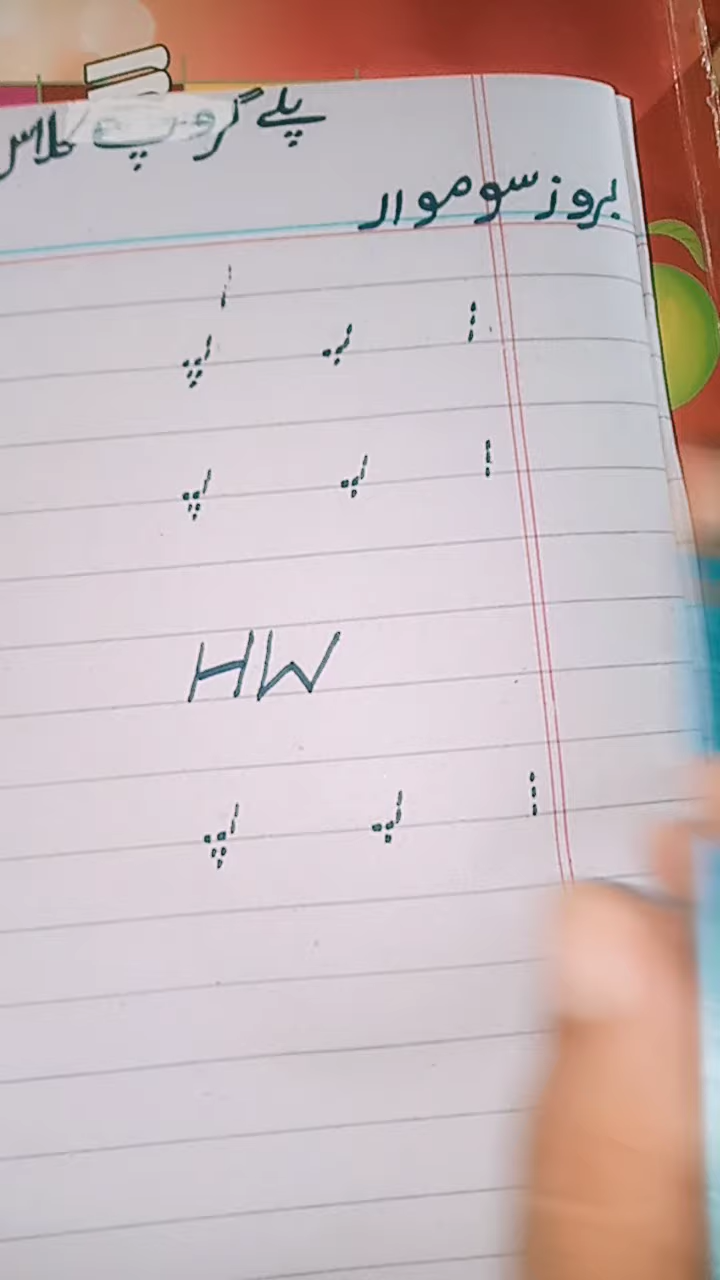 پلے گروپ کلاس
بروز سوموار
ا
ا ب پ
ا ب پ
HW
ا ب پ